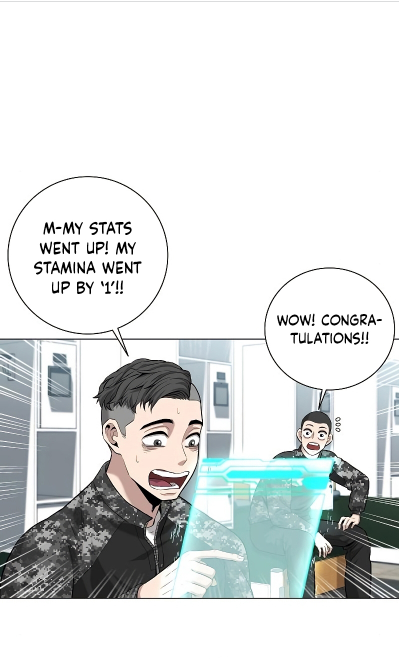 M-MY STATS
WENT UP! MY
STAMINA WENT
UP BY '1'!!
WOW! CONGRA-
TULATIONS!!